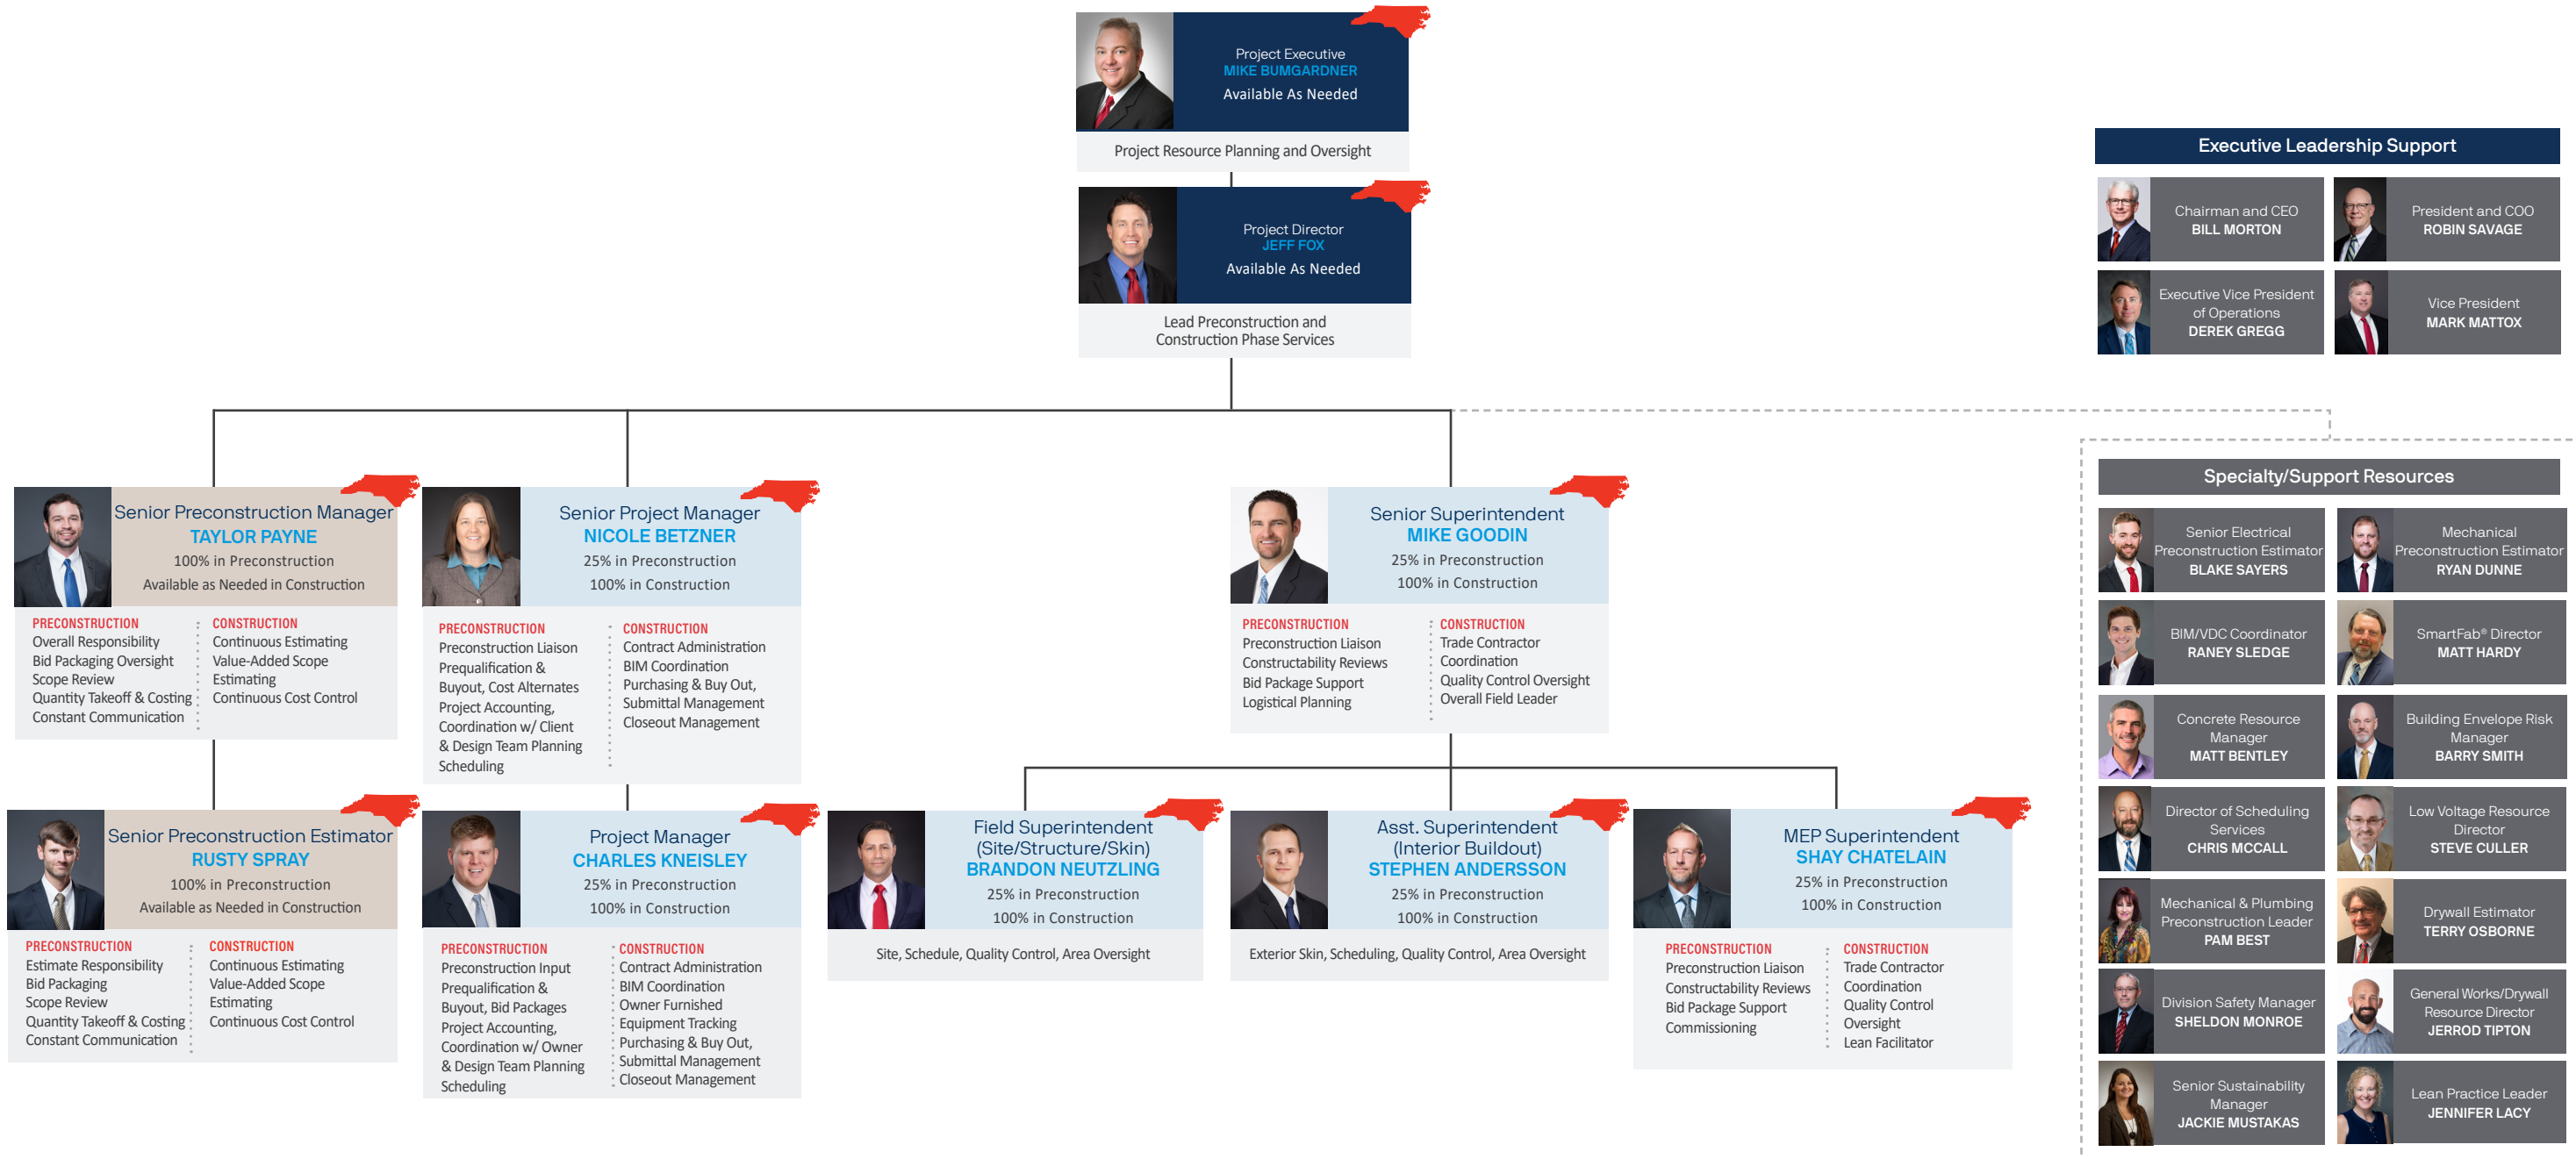 Project Executive
MIKE BUMGARDNER
Available As Needed
Project Resource Planning and Oversight
Project Director
JEFF FOX
Available As Needed
Lead Preconstruction and
Construction Phase Services
Executive Leadership Support
Chairman and CEO
BILL MORTON
President and COO
ROBIN SAVAGE
Executive Vice President
of Operations
DEREK GREGG
Vice President
MARK MATTOX
Senior Preconstruction Manager
TAYLOR PAYNE
100% in Preconstruction
Available as Needed in Construction
PRECONSTRUCTION
Overall Responsibility
Bid Packaging Oversight
Scope Review
Quantity Takeoff & Costing
Constant Communication
CONSTRUCTION
Continuous Estimating
Value-Added Scope
Estimating
Continuous Cost Control
Senior Project Manager
NICOLE BETZNER
25% in Preconstruction
100% in Construction
PRECONSTRUCTION
Preconstruction Liaison
Prequalification &
Buyout, Cost Alternates
Project Accounting,
Coordination w/ Client
& Design Team Planning
Scheduling
CONSTRUCTION
Contract Administration
BIM Coordination
Purchasing & Buy Out,
Submittal Management
Closeout Management
Senior Superintendent
MIKE GOODIN
25% in Preconstruction
100% in Construction
PRECONSTRUCTION
Preconstruction Liaison
Constructability Reviews
Bid Package Support
Logistical Planning
CONSTRUCTION
Trade Contractor
Coordination
Quality Control Oversight
Overall Field Leader
Senior Preconstruction Estimator
RUSTY SPRAY
100% in Preconstruction
Available as Needed in Construction
PRECONSTRUCTION
Estimate Responsibility
Bid Packaging
Scope Review
Quantity Takeoff & Costing
Constant Communication
CONSTRUCTION
Continuous Estimating
Value-Added Scope
Estimating
Continuous Cost Control
Project Manager
CHARLES KNEISLEY
25% in Preconstruction
100% in Construction
PRECONSTRUCTION
Preconstruction Input
Prequalification &
Buyout, Bid Packages
Project Accounting,
Coordination w/ Owner
& Design Team Planning
Scheduling
CONSTRUCTION
Contract Administration
BIM Coordination
Owner Furnished
Equipment Tracking
Purchasing & Buy Out,
Submittal Management
Closeout Management
Field Superintendent
(Site/Structure/Skin)
BRANDON NEUTZLING
25% in Preconstruction
100% in Construction
Site, Schedule, Quality Control, Area Oversight
Asst. Superintendent
(Interior Buildout)
STEPHEN ANDERSSON
25% in Preconstruction
100% in Construction
Exterior Skin, Scheduling, Quality Control, Area Oversight
MEP Superintendent
SHAY CHATELAIN
25% in Preconstruction
100% in Construction
PRECONSTRUCTION
Preconstruction Liaison
Constructability Reviews
Bid Package Support
Commissioning
CONSTRUCTION
Trade Contractor
Coordination
Quality Control
Oversight
Lean Facilitator
Specialty/Support Resources
Senior Electrical
Preconstruction Estimator
BLAKE SAYERS
Mechanical
Preconstruction Estimator
RYAN DUNNE
BIM/VDC Coordinator
RANEY SLEDGE
SmartFab® Director
MATT HARDY
Concrete Resource
Manager
MATT BENTLEY
Building Envelope Risk
Manager
BARRY SMITH
Director of Scheduling
Services
CHRIS MCCALL
Low Voltage Resource
Director
STEVE CULLER
Mechanical & Plumbing
Preconstruction Leader
PAM BEST
Drywall Estimator
TERRY OSBORNE
Division Safety Manager
SHELDON MONROE
General Works/Drywall
Resource Director
JERROD TIPTON
Senior Sustainability
Manager
JACKIE MUSTAKAS
Lean Practice Leader
JENNIFER LACY